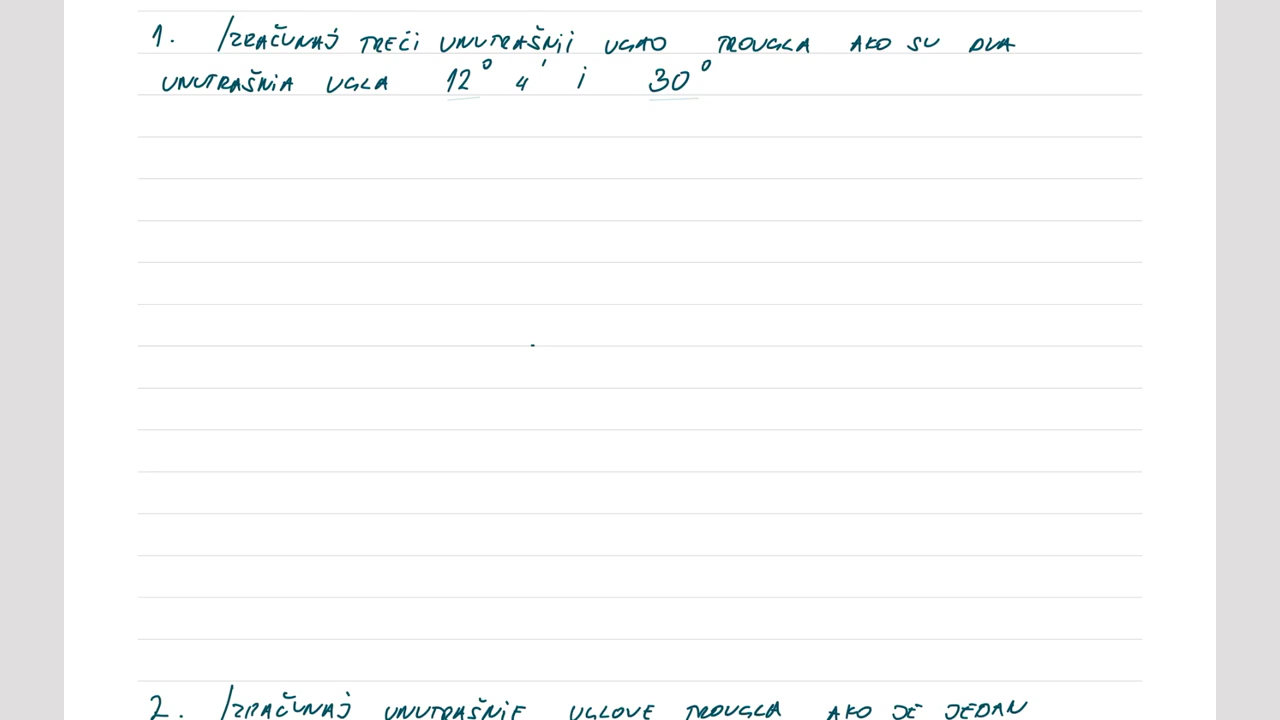 1. IZRAČUNAJ TREĆI UNUTRAŠNJI UGAO TROUGLA AKO SU DVA
UNUTRAŠNJA UGLA 12° 4' i 30°
2. IZRAČUNAJ UNUTRAŠNJE UGLOVE TROUGLA AKO JE JEDAN